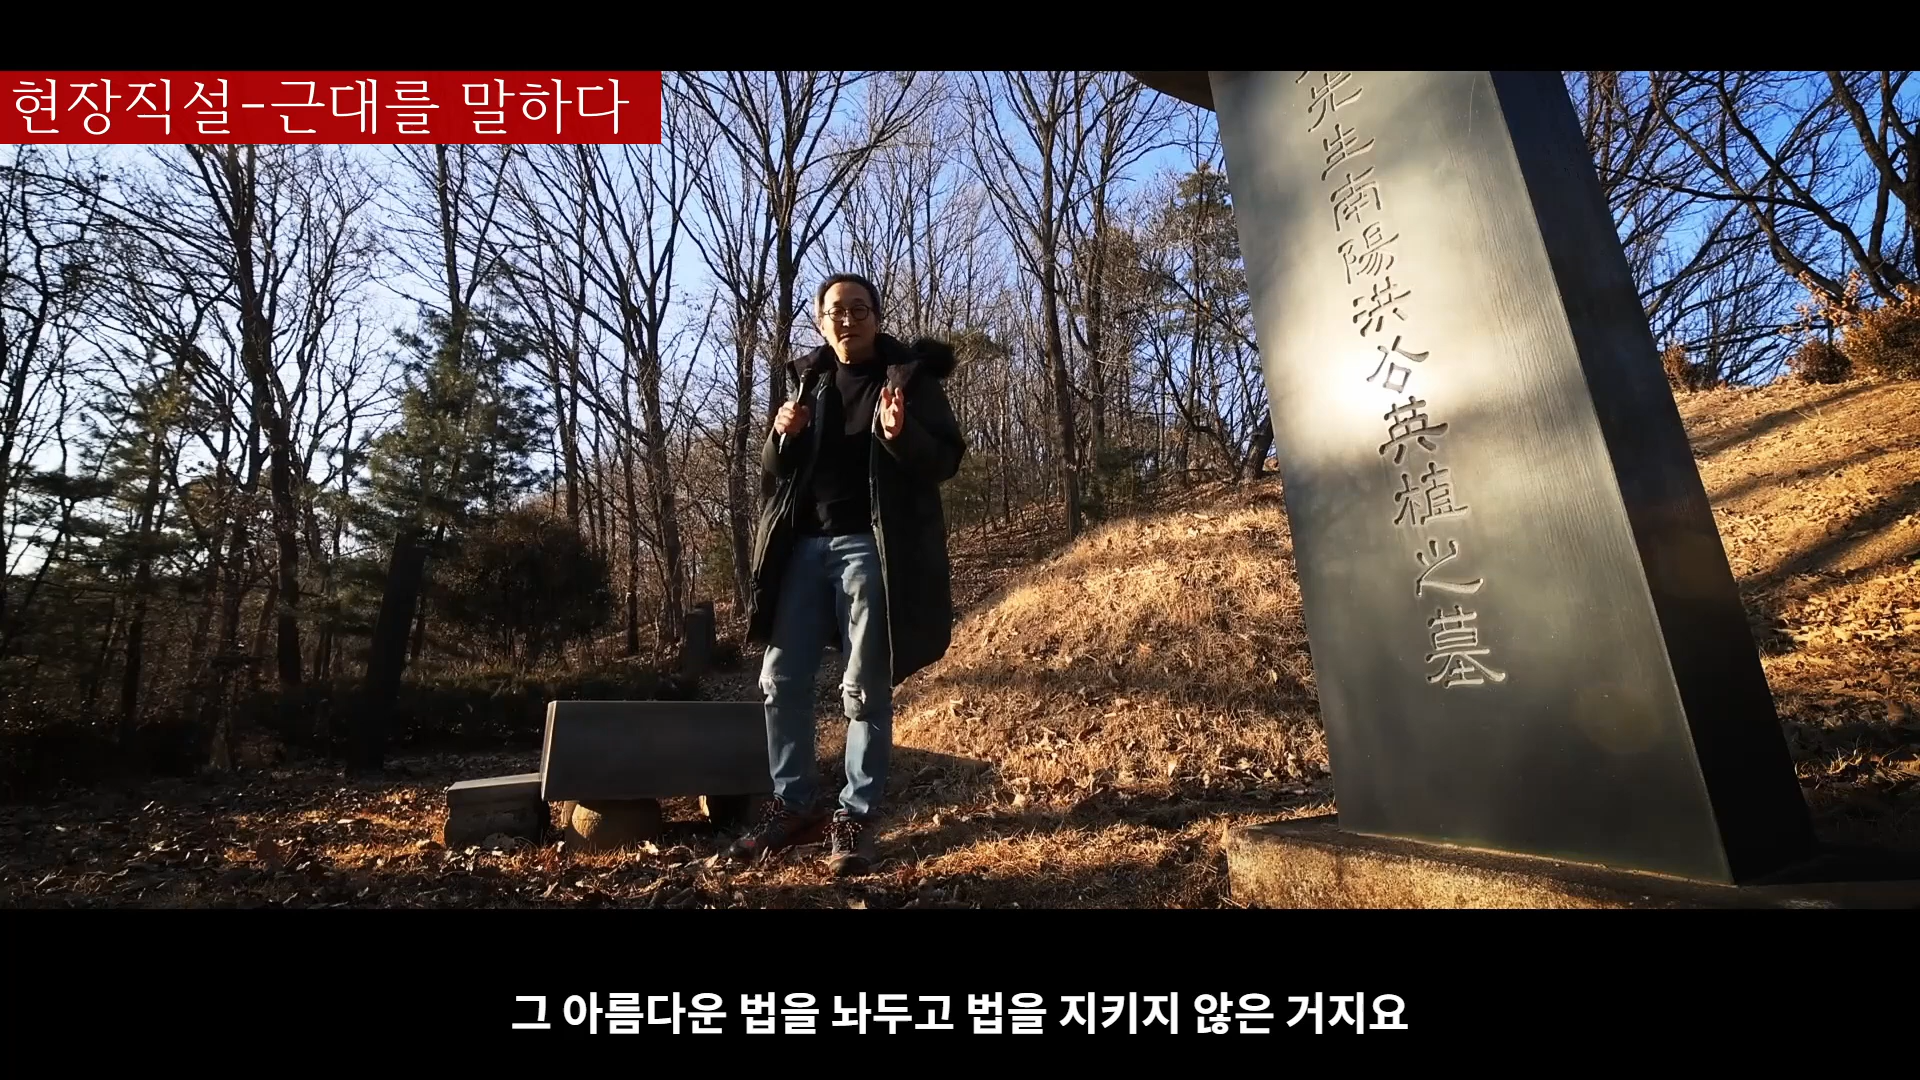 현장직설-근대를 말하다
先生南陽洪公英植之墓
그 아름다운 법을 놔두고 법을 지키지 않은 거지요